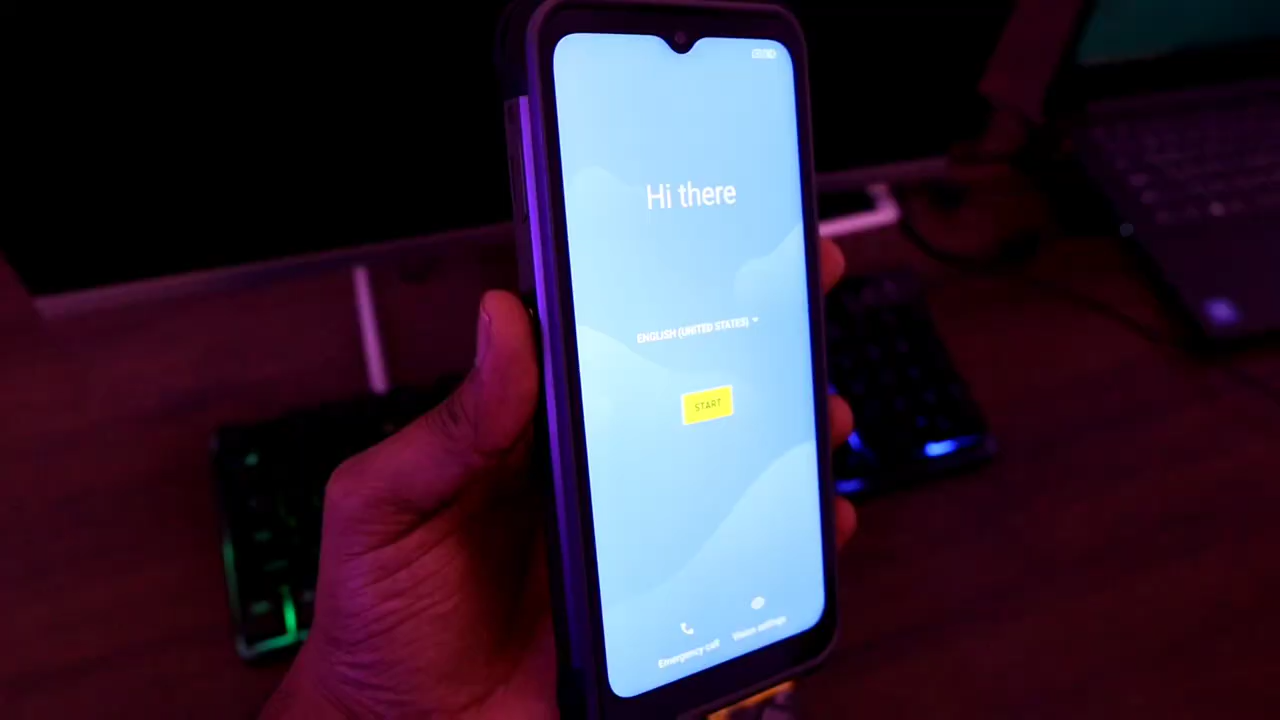 Hi there
ENGLISH (UNITED STATES)
START
Emergency call
Vision settings